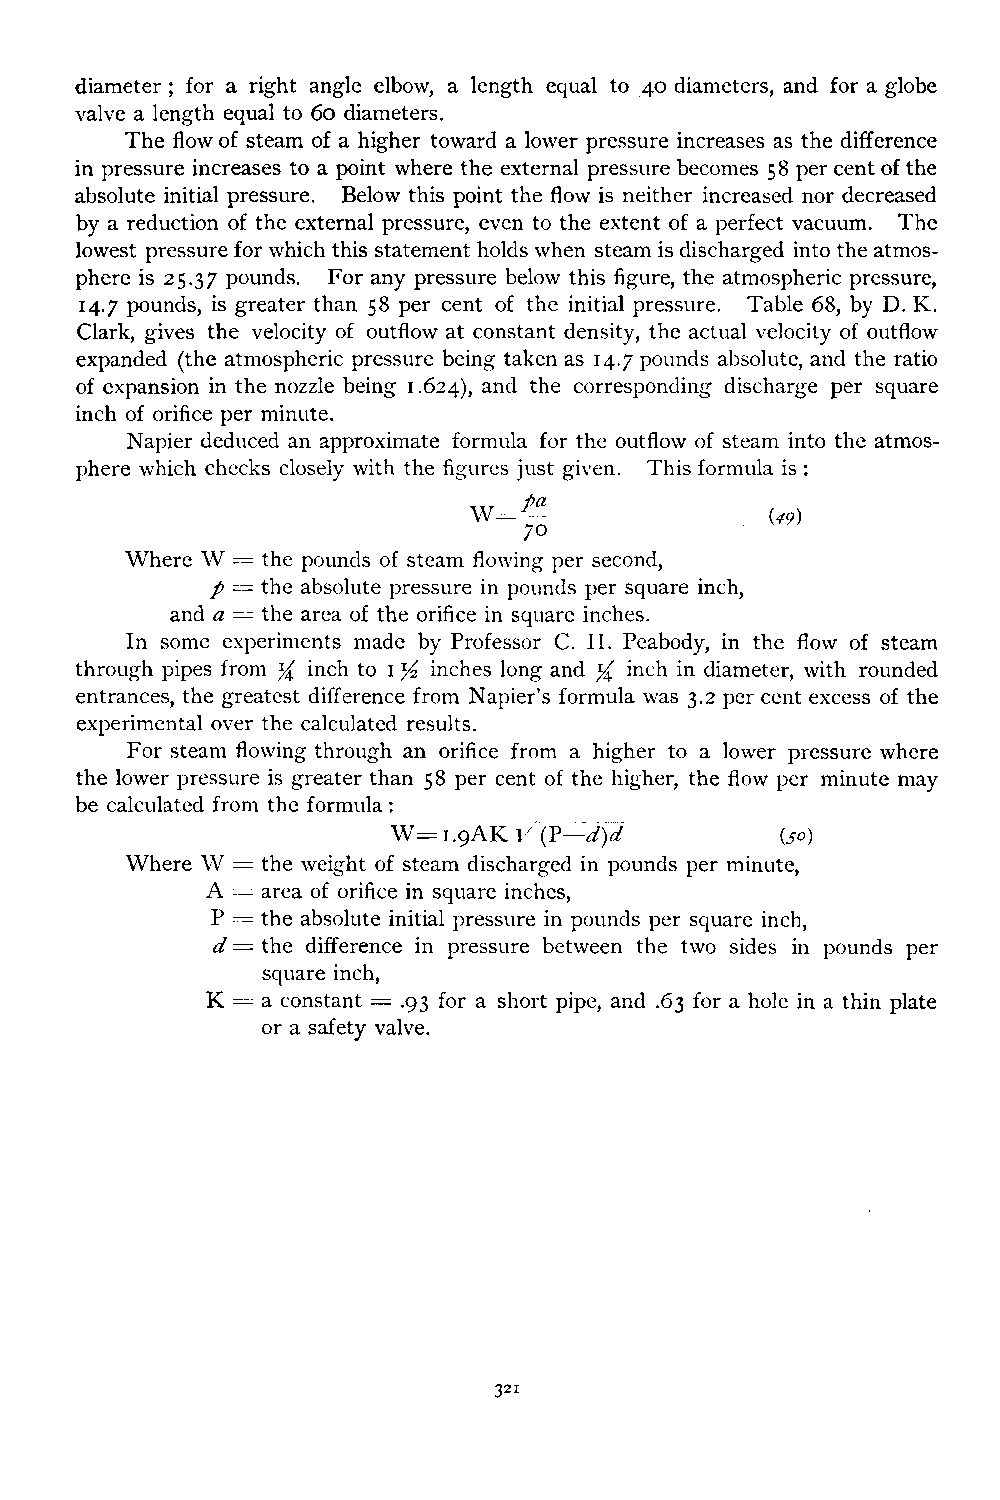 diameter ; for a right angle elbow, a length equal to 40 diameters, and for a globe
valve a length equal to 60 diameters.
The flow of steam of a higher toward a lower pressure increases as the difference
in pressure increases to a point where the external pressure becomes 58 per cent of the
absolute initial pressure. Below this point the flow is neither increased nor decreased
by a reduction of the external pressure, even to the extent of a perfect vacuum. The
lowest pressure for which this statement holds when steam is discharged into the atmos-
phere is 25.37 pounds. For any pressure below this figure, the atmospheric pressure,
14.7 pounds, is greater than 58 per cent of the initial pressure. Table 68, by D. K.
Clark, gives the velocity of outflow at constant density, the actual velocity of outflow
expanded (the atmospheric pressure being taken as 14.7 pounds absolute, and the ratio
of expansion in the nozzle being 1.624), and the corresponding discharge per square
inch of orifice per minute.
Napier deduced an approximate formula for the outflow of steam into the atmos-
phere which checks closely with the figures just given. This formula is :
W = pa/70 (49)
Where W = the pounds of steam flowing per second,
p = the absolute pressure in pounds per square inch,
and a = the area of the orifice in square inches.
In some experiments made by Professor C. H. Peabody, in the flow of steam
through pipes from ¼ inch to 1 ½ inches long and ¼ inch in diameter, with rounded
entrances, the greatest difference from Napier's formula was 3.2 per cent excess of the
experimental over the calculated results.
For steam flowing through an orifice from a higher to a lower pressure where
the lower pressure is greater than 58 per cent of the higher, the flow per minute may
be calculated from the formula :
W = 1.9AK √(P—d)d (50)
Where W = the weight of steam discharged in pounds per minute,
A = area of orifice in square inches,
P = the absolute initial pressure in pounds per square inch,
d = the difference in pressure between the two sides in pounds per
square inch,
K = a constant = .93 for a short pipe, and .63 for a hole in a thin plate
or a safety valve.
321